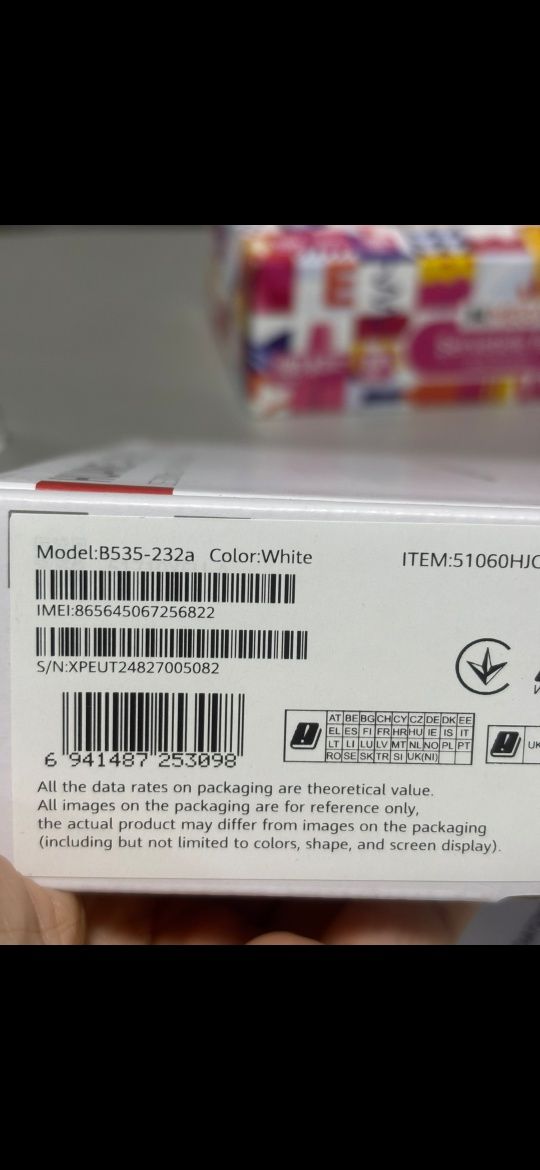 Model:B535-232a Color:White
ITEM:51060HJC
IMEI:865645067256822
S/N:XPEUT24827005082
6 941487 253098
AT BE BG CH CY CZ DE DK EE
EL ES FI FR HR HU IE IS IT
LT LI LU LV MT NL NO PL PT
RO SE SK TR SI UK(NI)
UK
All the data rates on packaging are theoretical value.
All images on the packaging are for reference only,
the actual product may differ from images on the packaging
(including but not limited to colors, shape, and screen display).